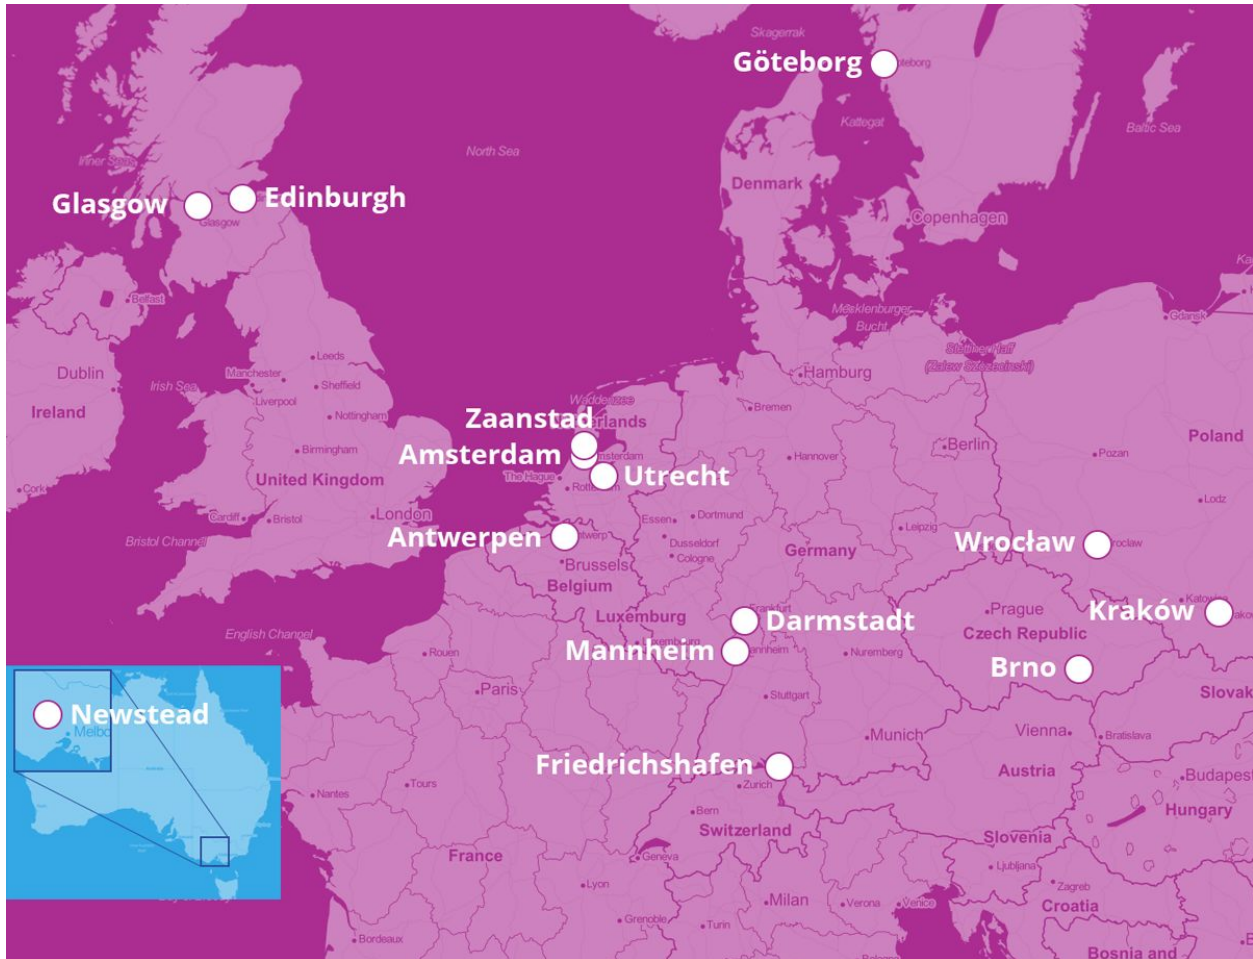 Skagerrak
Göteborg
Kattegat
Baltic Sea
North Sea
Denmark
Glasgow
Edinburgh
Glasgow
Copenhagen
Belfast
Mecklenburger
Bucht
Gdansk
Dublin
Irish Sea
Leeds
Manchester
Sheffield
Liverpool
Hamburg
Ireland
Nottingham
Bremen
Zaanstad
Amsterdam
Utrecht
The Hague
Birmingham
Hannover
Berlin
Poland
Pozan
United Kingdom
Cork
Lodz
Cardiff
Bristol
London
Essen
Dortmund
Leipzig
Bristol Channel
Antwerpen
Dusseldorf
Cologne
Germany
Wrocław
Brussels
Belgium
Luxemburg
Darmstadt
Prague
Czech Republic
Kraków
English Channel
Rouen
Mannheim
Nuremberg
Brno
Paris
Stuttgart
Slovak
Newstead
Melbo
Munich
Vienna
Bratislava
Friedrichshafen
Zurich
Austria
Budapest
Tours
Nantes
Bern
Switzerland
Hungary
Slovenia
France
Geneva
Ljubljana
Lyon
Zagreb
Milan
Verona
Venice
Croatia
Grenoble
Turin
Bordeaux
Bosnia and